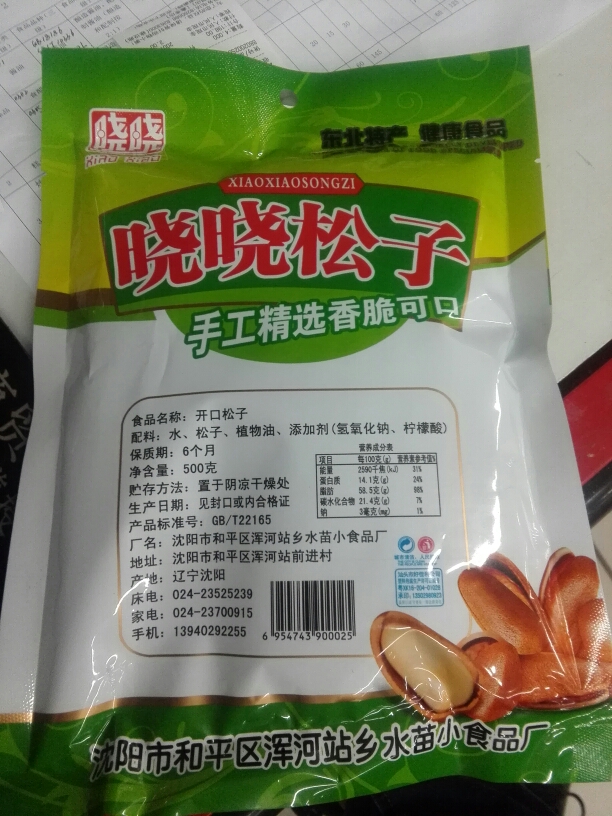 晓晓
XIAO XIAO
东北特产 健康食品
XIAOXIAOSONGZI
晓晓松子
手工精选香脆可口
食品名称：开口松子
配料：水、松子、植物油、添加剂(氢氧化钠、柠檬酸)
保质期：6个月
净含量：500克
贮存方法：置于阴凉干燥处
生产日期：见封口或内合格证
产品标准号：GB/T22165
营养成分表
项目 每100克(g) 营养素参考值%
能量 2590千焦(kJ) 31%
蛋白质 14.1克(g) 24%
脂肪 58.5克(g) 98%
碳水化合物 21.4克(g) 7%
钠 3毫克(mg) 1%
厂名：沈阳市和平区浑河站乡水苗小食品厂
地址：沈阳市和平区浑河站前进村
产地：辽宁沈阳
床电：024-23525239
家电：024-23700915
手机：13940292255
6 954743 900025
沈阳市和平区浑河站乡水苗小食品厂